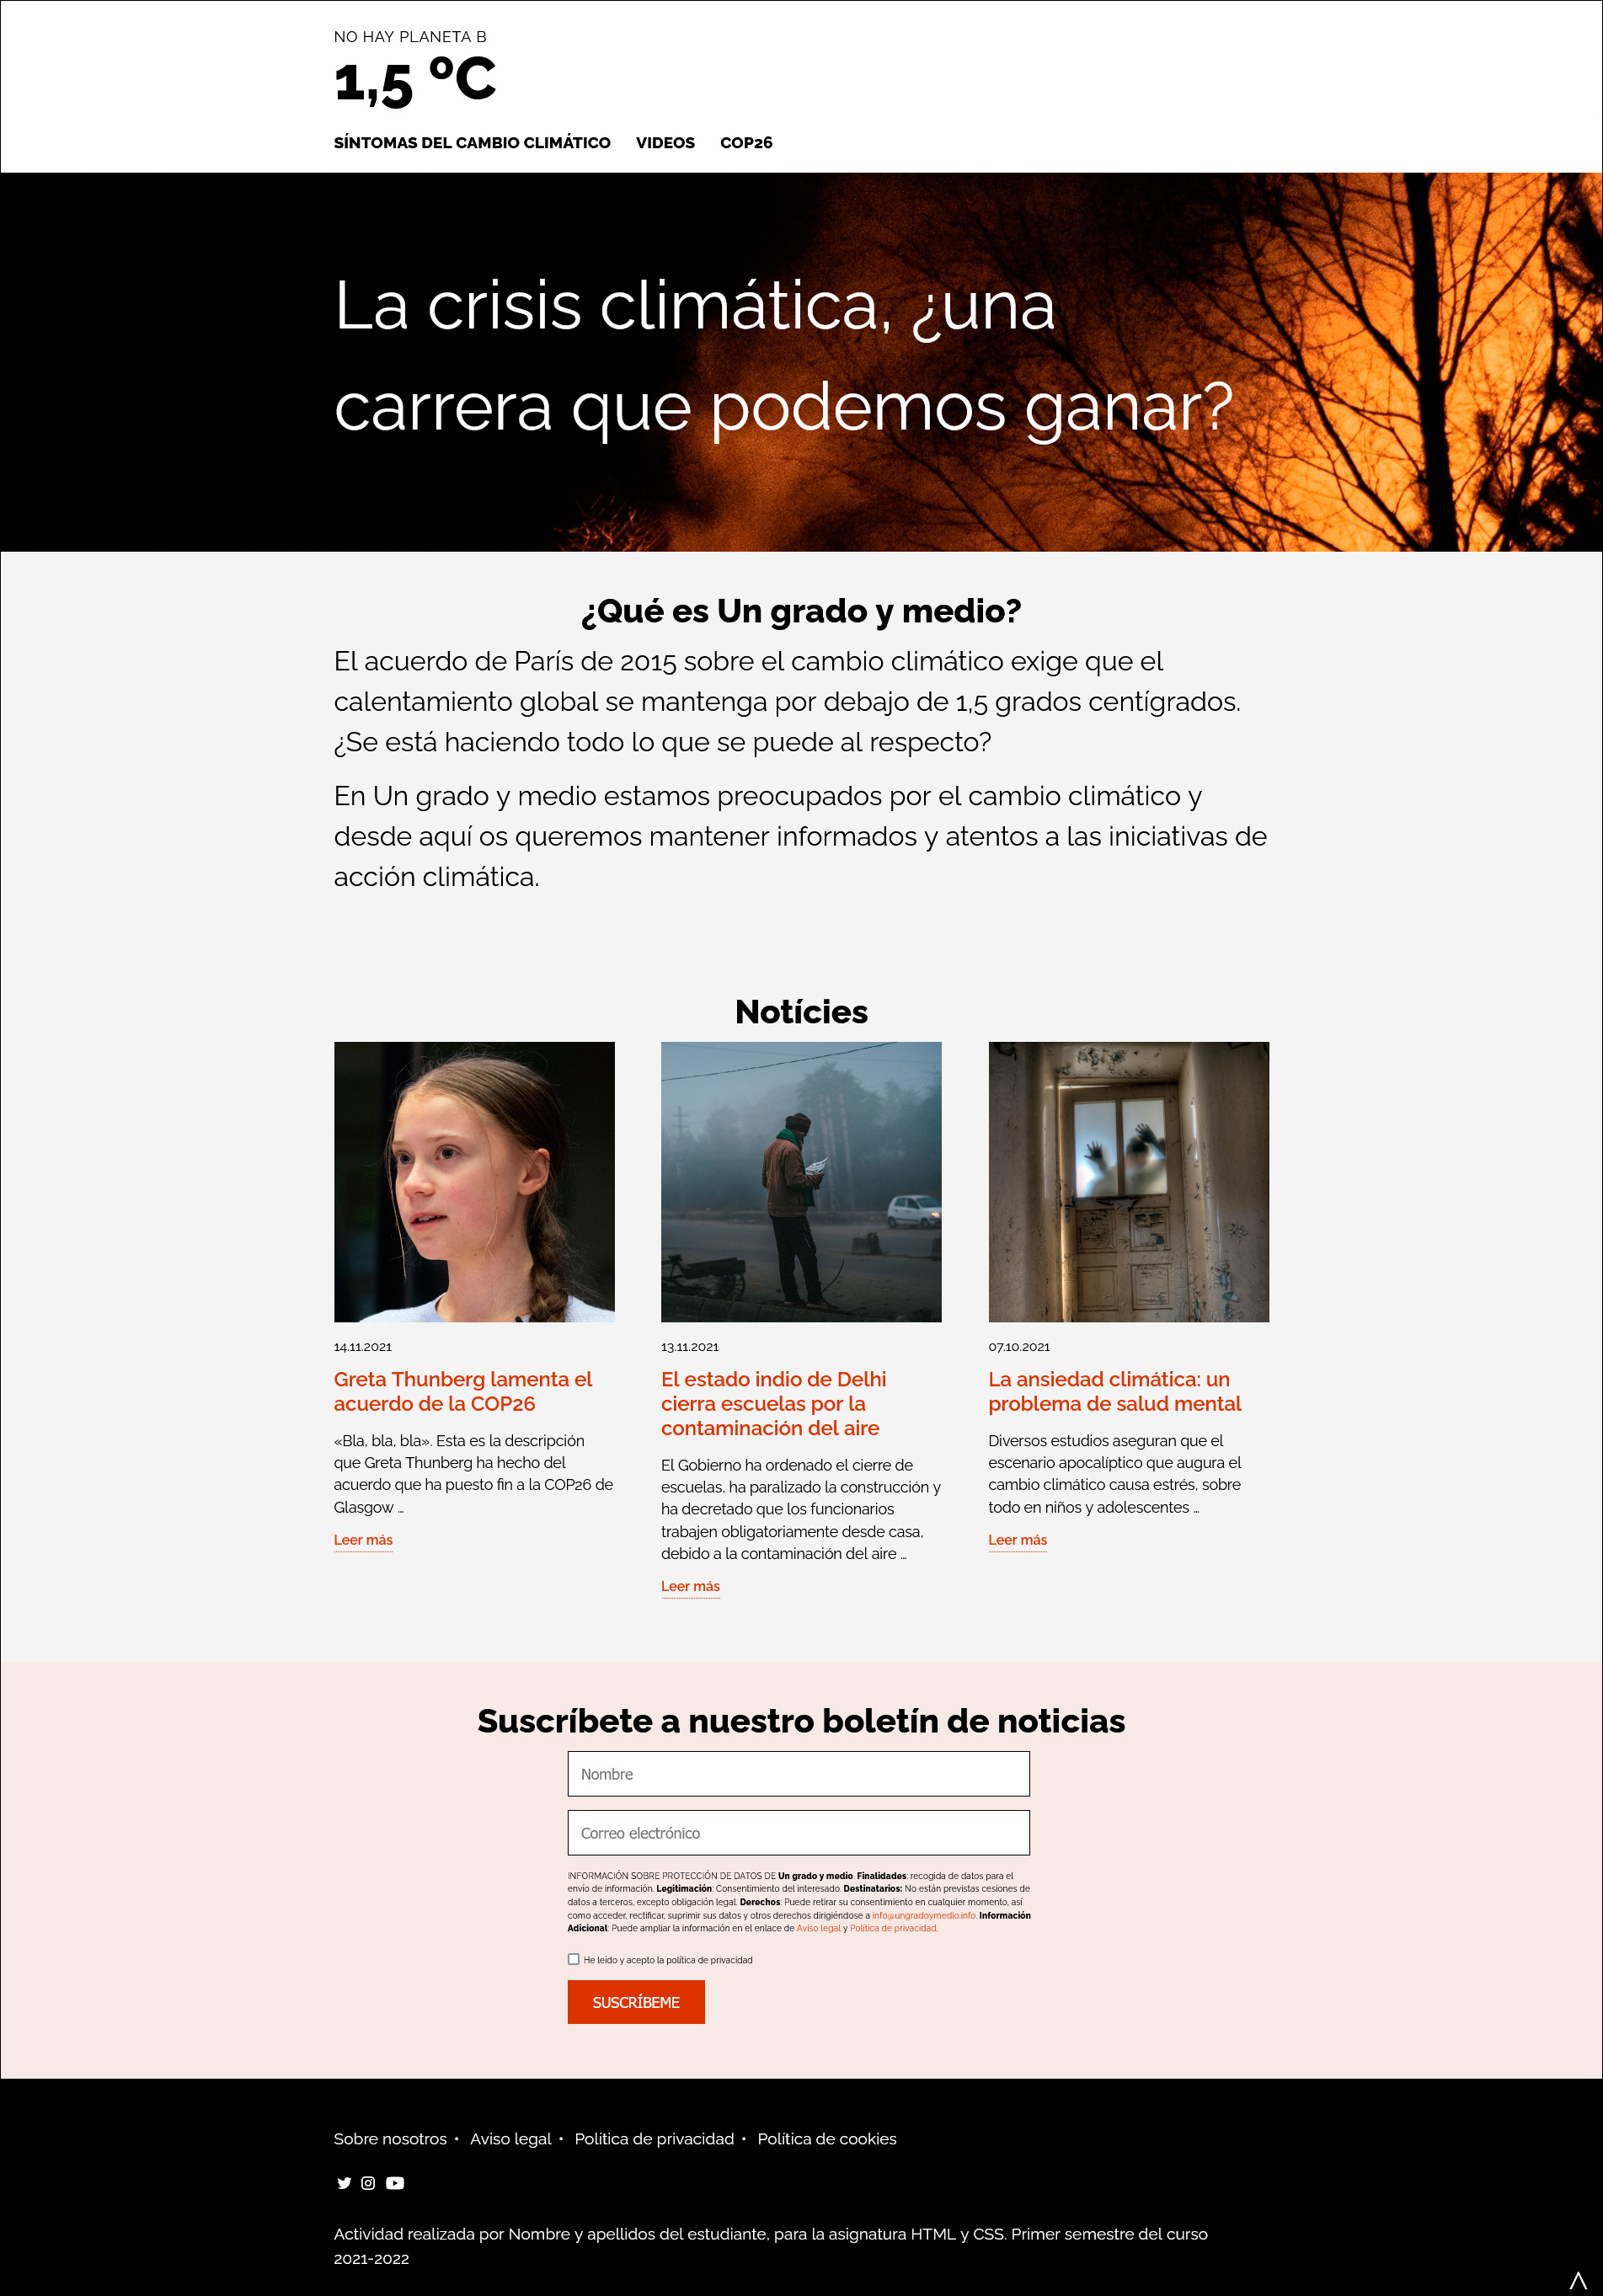 NO HAY PLANETA B
1,5 ºC
SÍNTOMAS DEL CAMBIO CLIMÁTICO VIDEOS COP26
La crisis climática, ¿una
carrera que podemos ganar?
¿Qué es Un grado y medio?
El acuerdo de París de 2015 sobre el cambio climático exige que el
calentamiento global se mantenga por debajo de 1,5 grados centígrados.
¿Se está haciendo todo lo que se puede al respecto?
En Un grado y medio estamos preocupados por el cambio climático y
desde aquí os queremos mantener informados y atentos a las iniciativas de
acción climática.
Notícies
14.11.2021
Greta Thunberg lamenta el
acuerdo de la COP26
«Bla, bla, bla». Esta es la descripción
que Greta Thunberg ha hecho del
acuerdo que ha puesto fin a la COP26 de
Glasgow ...
Leer más
13.11.2021
El estado indio de Delhi
cierra escuelas por la
contaminación del aire
El Gobierno ha ordenado el cierre de
escuelas, ha paralizado la construcción y
ha decretado que los funcionarios
trabajen obligatoriamente desde casa,
debido a la contaminación del aire ...
Leer más
07.10.2021
La ansiedad climática: un
problema de salud mental
Diversos estudios aseguran que el
escenario apocalíptico que augura el
cambio climático causa estrés, sobre
todo en niños y adolescentes ...
Leer más
Suscríbete a nuestro boletín de noticias
Nombre
Correo electrónico
INFORMACIÓN SOBRE PROTECCIÓN DE DATOS DE Un grado y medio. Finalidades: recogida de datos para el
envío de información. Legitimación: Consentimiento del interesado. Destinatarios: No están previstas cesiones de
datos a terceros, excepto obligación legal. Derechos: Puede retirar su consentimiento en cualquier momento, así
como acceder, rectificar, suprimir sus datos y otros derechos dirigiéndose a info@ungradoymedio.info. Información
Adicional: Puede ampliar la información en el enlace de Aviso legal y Política de privacidad.
He leído y acepto la política de privacidad
SUSCRÍBEME
Sobre nosotros • Aviso legal • Política de privacidad • Política de cookies
Actividad realizada por Nombre y apellidos del estudiante, para la asignatura HTML y CSS. Primer semestre del curso
2021-2022